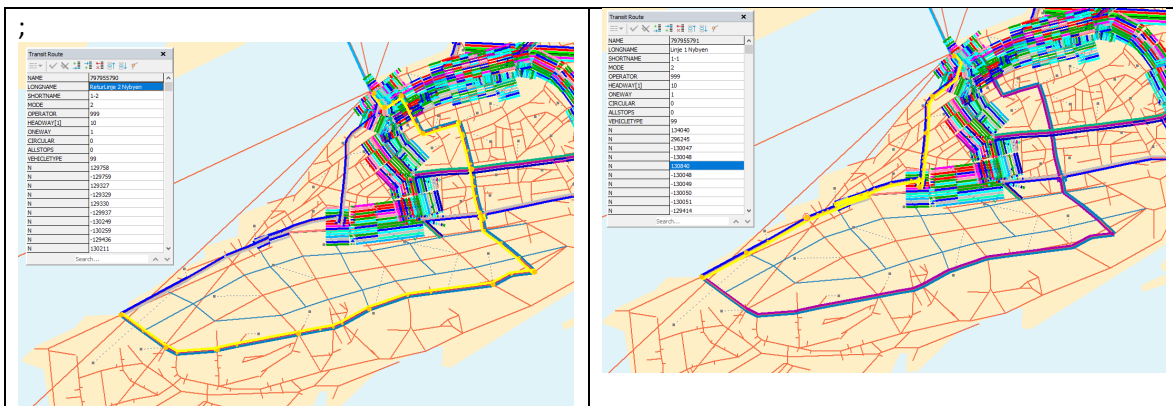 ;
Transit Route
NAME 797955790
LONGNAME ReturLinje 2 Nybyen
SHORTNAME 1-2
MODE 2
OPERATOR 999
HEADWAY[1] 10
ONEWAY 1
CIRCULAR 0
ALLSTOPS 0
VEHICLETYPE 99
N 129758
N -129759
N 129327
N -129329
N 129330
N -129937
N -130249
N -130259
N -129436
N 130211
Search...
Transit Route
NAME 797955791
LONGNAME Linje 1 Nybyen
SHORTNAME 1-1
MODE 2
OPERATOR 999
HEADWAY[1] 10
ONEWAY 1
CIRCULAR 0
ALLSTOPS 0
VEHICLETYPE 99
N 134040
N 296245
N -130047
N -130048
N 130840
N -130048
N -130049
N -130050
N -130051
N -129414
Search...